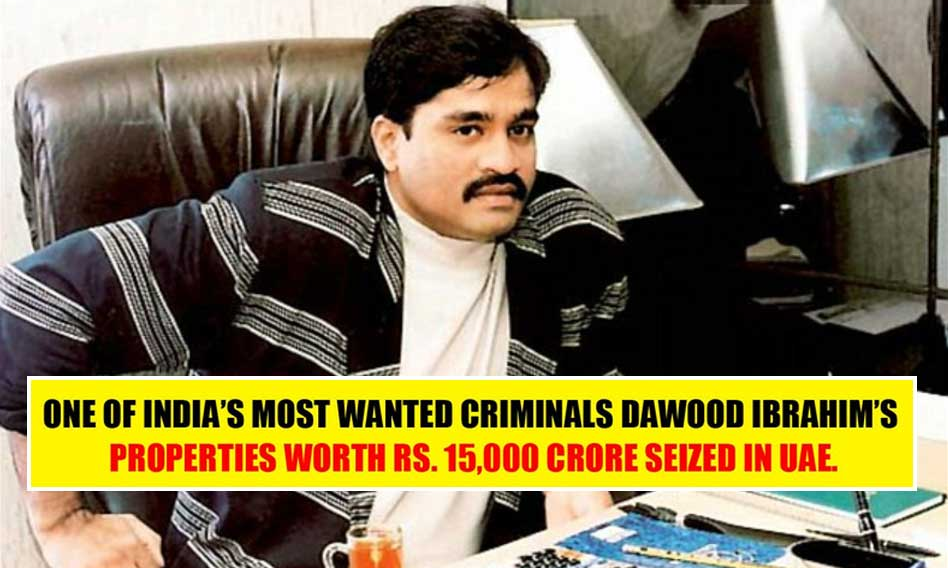 ONE OF INDIA'S MOST WANTED CRIMINALS DAWOOD IBRAHIM'S
PROPERTIES WORTH RS. 15,000 CRORE SEIZED IN UAE.